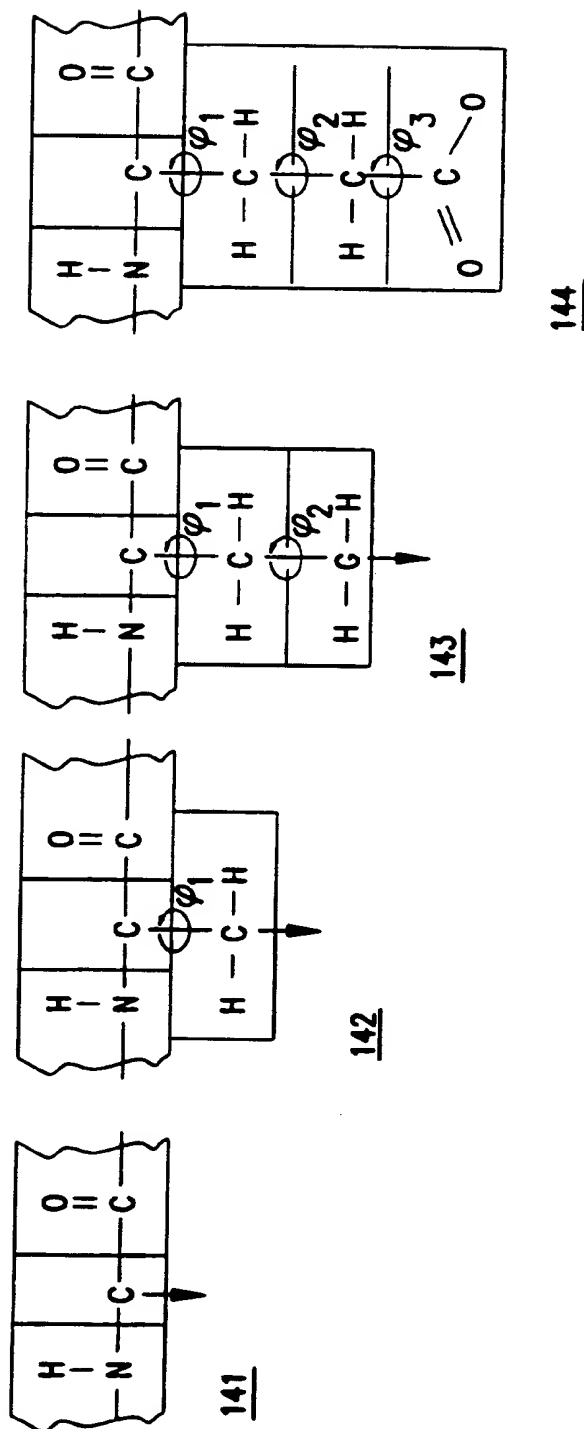 H O
N–C–C
141
H O
N–C–C
φ1
H–C–H
142
H O
N–C–C
φ1
H–C–H
φ2
H–G–H
143
H O
N–C–C
φ1
H–C–H
φ2
H–C–H
φ3
C
O O
144